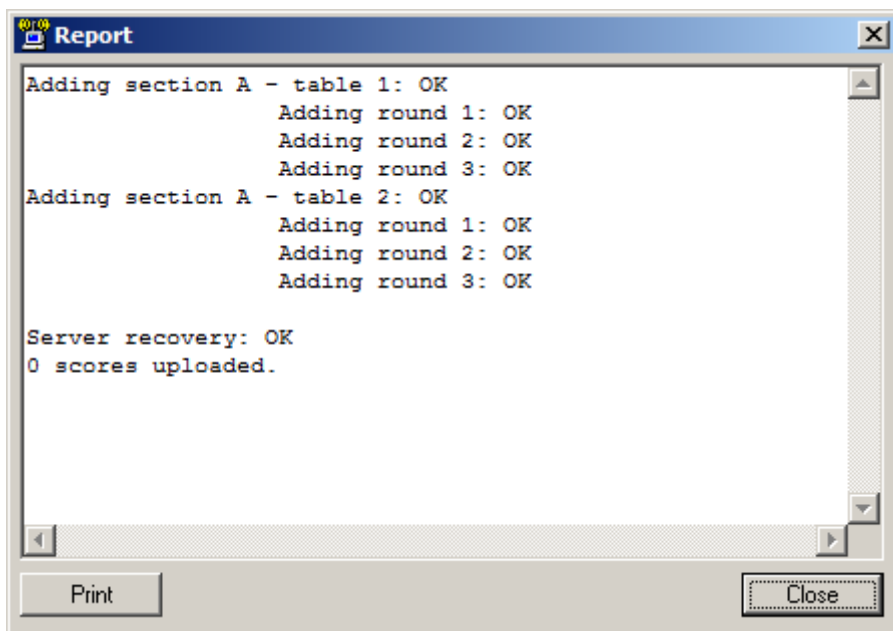 Report
Adding section A - table 1: OK
Adding round 1: OK
Adding round 2: OK
Adding round 3: OK
Adding section A - table 2: OK
Adding round 1: OK
Adding round 2: OK
Adding round 3: OK
Server recovery: OK
0 scores uploaded.
Print
Close